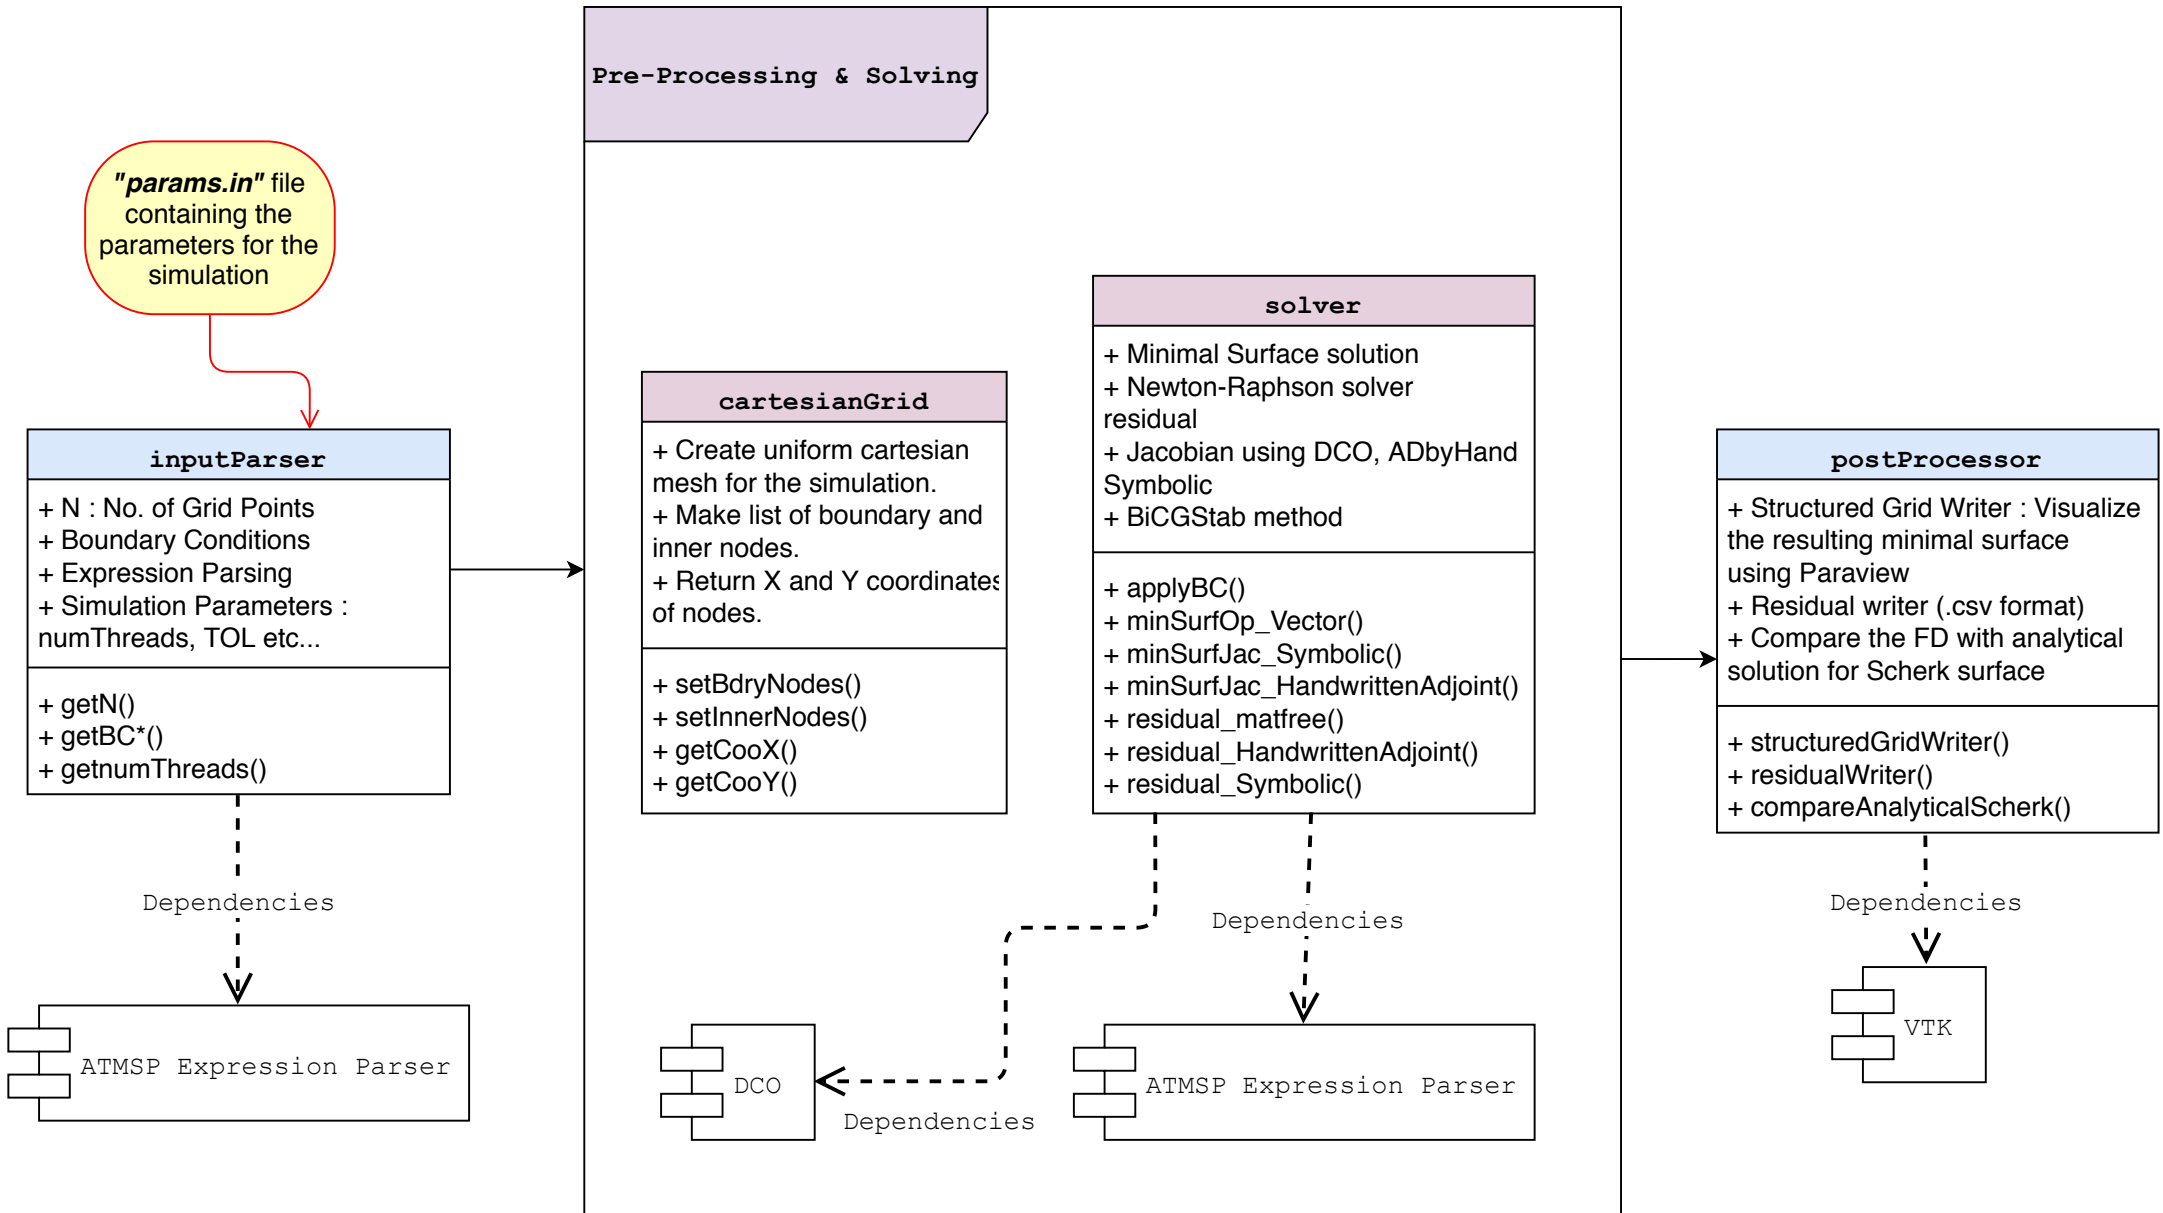 Pre-Processing & Solving
"params.in" file
containing the
parameters for the
simulation
inputParser
+ N : No. of Grid Points
+ Boundary Conditions
+ Expression Parsing
+ Simulation Parameters :
numThreads, TOL etc...
+ getN()
+ getBC*()
+ getnumThreads()
Dependencies
ATMSP Expression Parser
cartesianGrid
+ Create uniform cartesian
mesh for the simulation.
+ Make list of boundary and
inner nodes.
+ Return X and Y coordinates
of nodes.
+ setBdryNodes()
+ setInnerNodes()
+ getCooX()
+ getCooY()
solver
+ Minimal Surface solution
+ Newton-Raphson solver
residual
+ Jacobian using DCO, ADbyHand
Symbolic
+ BiCGStab method
+ applyBC()
+ minSurfOp_Vector()
+ minSurfJac_Symbolic()
+ minSurfJac_HandwrittenAdjoint()
+ residual_matfree()
+ residual_HandwrittenAdjoint()
+ residual_Symbolic()
Dependencies
DCO
Dependencies
ATMSP Expression Parser
postProcessor
+ Structured Grid Writer : Visualize
the resulting minimal surface
using Paraview
+ Residual writer (.csv format)
+ Compare the FD with analytical
solution for Scherk surface
+ structuredGridWriter()
+ residualWriter()
+ compareAnalyticalScherk()
Dependencies
VTK